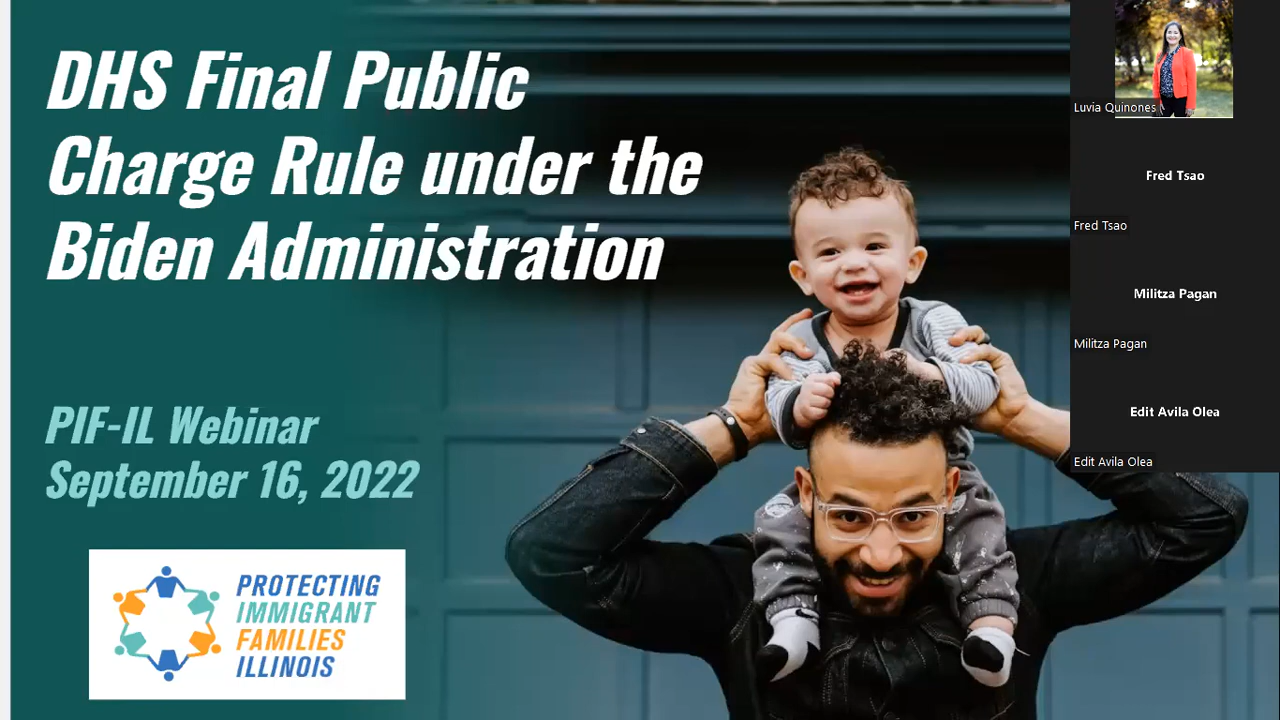 DHS Final Public
Charge Rule under the
Biden Administration
PIF-IL Webinar
September 16, 2022
PROTECTING
IMMIGRANT
FAMILIES
ILLINOIS
Luvia Quinones
Fred Tsao
Fred Tsao
Militza Pagan
Militza Pagan
Edit Avila Olea
Edit Avila Olea